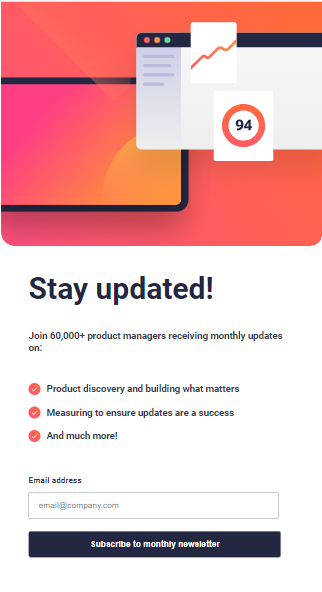 94
Stay updated!
Join 60,000+ product managers receiving monthly updates
on:
Product discovery and building what matters
Measuring to ensure updates are a success
And much more!
Email address
email@company.com
Subscribe to monthly newsletter